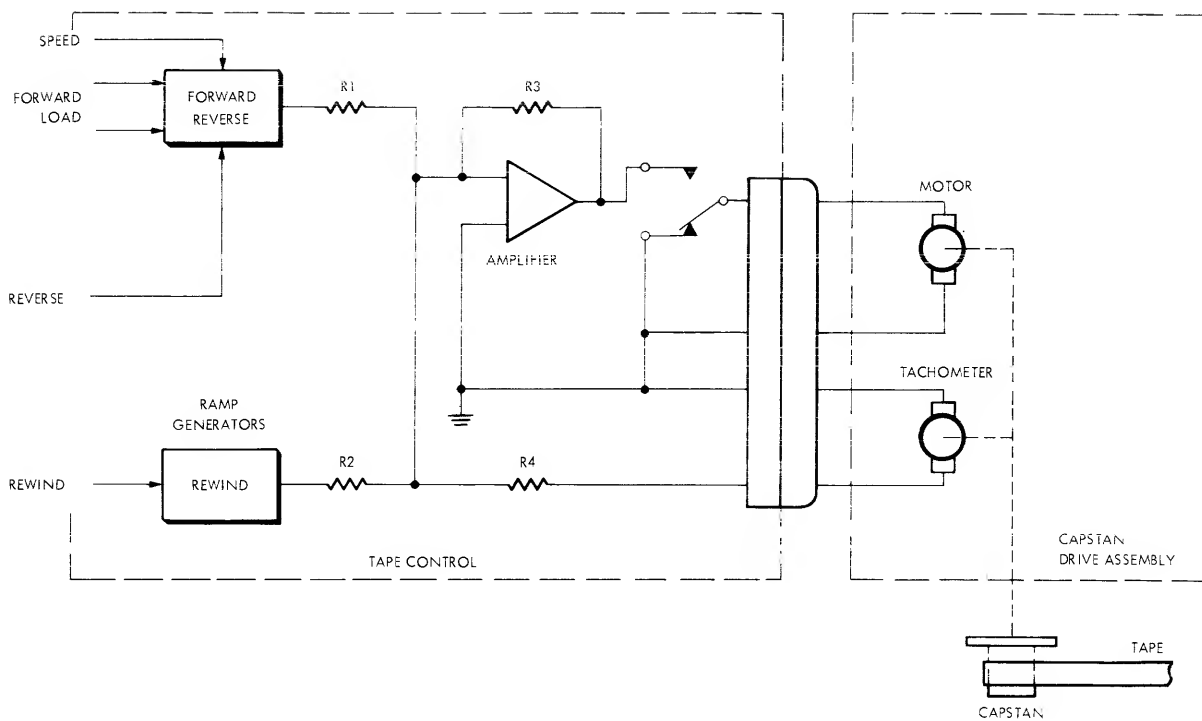 SPEED
FORWARD
LOAD
FORWARD
REVERSE
R1
R3
AMPLIFIER
MOTOR
REVERSE
TACHOMETER
RAMP
GENERATORS
REWIND
REWIND
R2
R4
TAPE CONTROL
CAPSTAN
DRIVE ASSEMBLY
TAPE
CAPSTAN